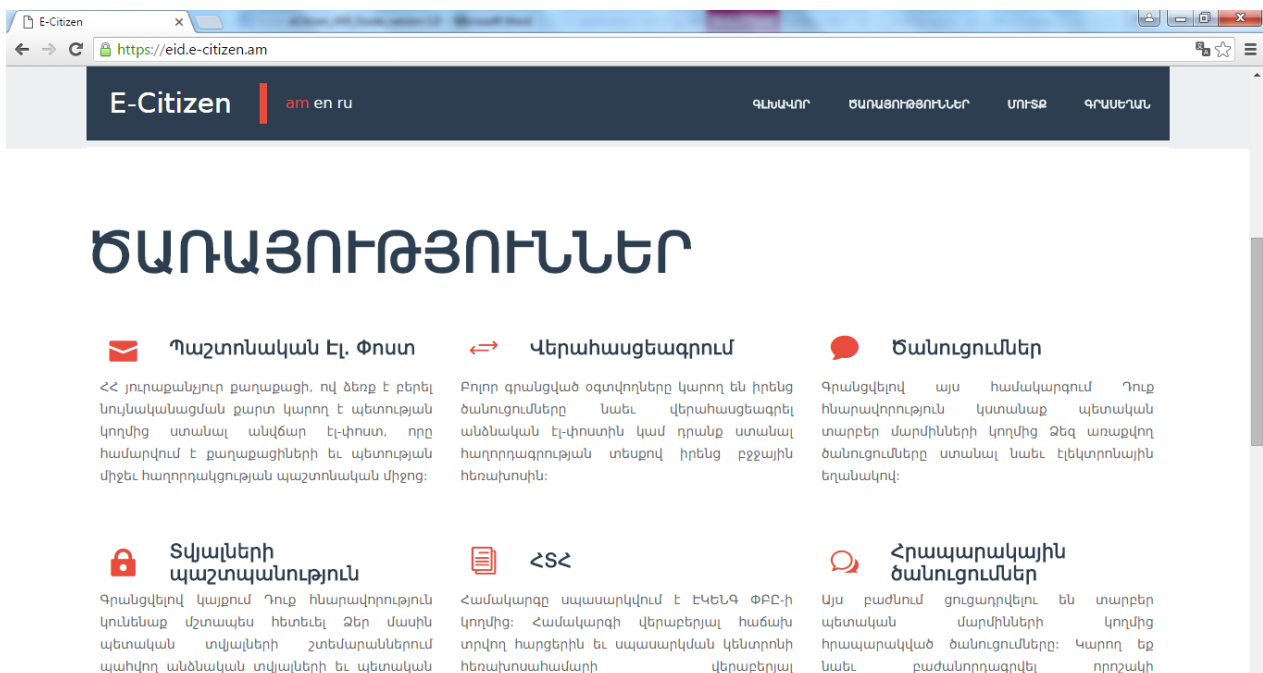 E-Citizen
https://eid.e-citizen.am
E-Citizen am en ru ԳԼԽԱՎՈՐ ԾԱՌԱՅՈՒԹՅՈՒՆՆԵՐ ՄՈՒՏՔ ԳՐԱՍԵՂԱՆ
ԾԱՌԱՅՈՒԹՅՈՒՆՆԵՐ
Պաշտոնական Էլ. Փոստ
ՀՀ յուրաքանչյուր քաղաքացի, ով ձեռք է բերել
նույնականացման քարտ կարող է պետության
կողմից ստանալ անվճար էլ-փոստ, որը
համարվում է քաղաքացիների եւ պետության
միջեւ հաղորդակցության պաշտոնական միջոց:
Վերահասցեագրում
Բոլոր գրանցված օգտվողները կարող են իրենց
ծանուցումները նաեւ վերահասցեագրել
անձնական էլ-փոստին կամ դրանք ստանալ
հաղորդագրության տեսքով իրենց բջջային
հեռախոսին:
Ծանուցումներ
Գրանցվելով այս համակարգում Դուք
հնարավորություն կստանաք պետական
տարբեր մարմինների կողմից Ձեզ առաքվող
ծանուցումները ստանալ նաեւ էլեկտրոնային
եղանակով:
Տվյալների
պաշտպանություն
Գրանցվելով կայքում Դուք հնարավորություն
կունենաք մշտապես հետեւել Ձեր մասին
պետական տվյալների շտեմարաններում
պահվող անձնական տվյալների եւ պետական
ՀՏՀ
Համակարգը սպասարկվում է ԷԿԵՆԳ ՓԲԸ-ի
կողմից: Համակարգի վերաբերյալ հաճախ
տրվող հարցերին եւ սպասարկման կենտրոնի
հեռախոսահամարի վերաբերյալ
Հրապարակային
ծանուցումներ
Այս բաժնում ցուցադրվելու են տարբեր
պետական մարմինների կողմից
հրապարակված ծանուցումները: Կարող եք
նաեւ բաժանորդագրվել որոշակի